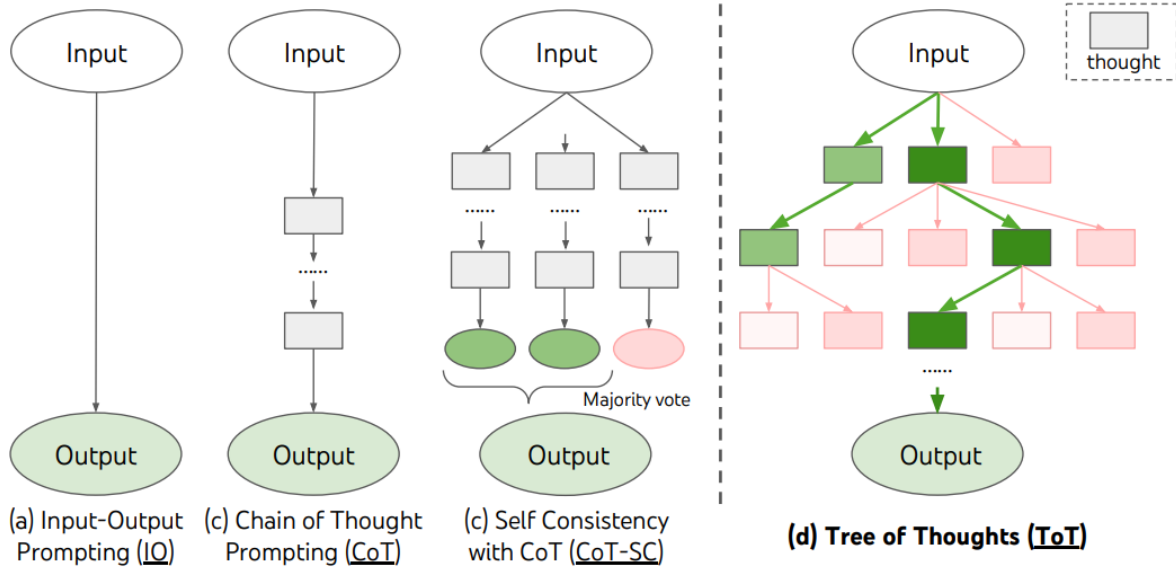 Input
Input
Input
Input
thought
......
......
......
......
......
Majority vote
Output
Output
Output
Output
(a) Input-Output
Prompting (IO)
(c) Chain of Thought
Prompting (CoT)
(c) Self Consistency
with CoT (CoT-SC)
(d) Tree of Thoughts (ToT)